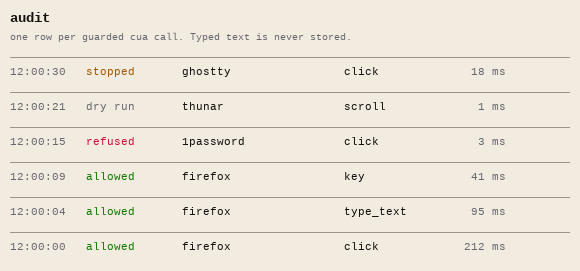 audit
one row per guarded cua call. Typed text is never stored.
12:00:30 stopped ghostty click 18 ms
12:00:21 dry run thunar scroll 1 ms
12:00:15 refused 1password click 3 ms
12:00:09 allowed firefox key 41 ms
12:00:04 allowed firefox type_text 95 ms
12:00:00 allowed firefox click 212 ms